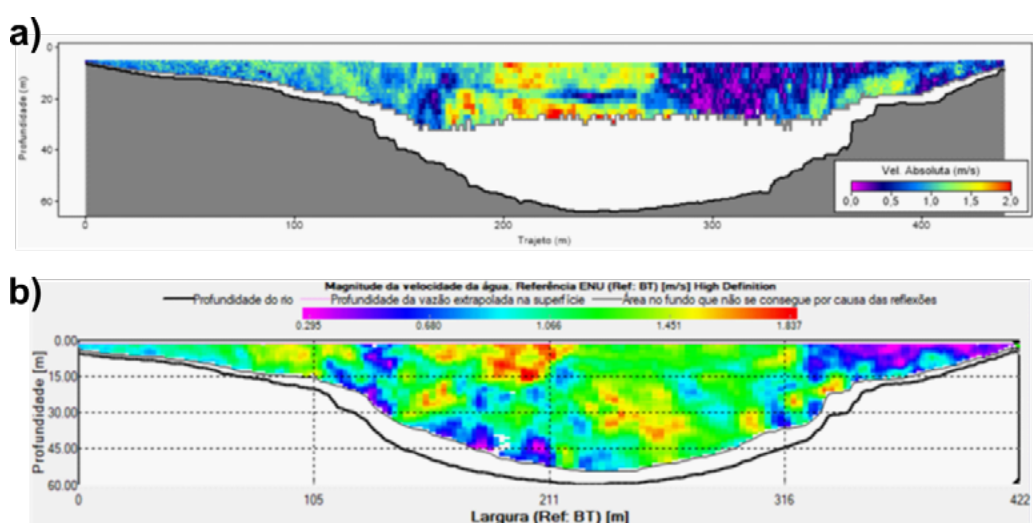 a)
0
20
40
60
Profundidade (m)
Vel. Absoluta (m/s)
0,0 0,5 1,0 1,5 2,0
0 100 200 300 400
Trajeto (m)
b)
Magnitude da velocidade da água. Referência ENU (Ref: BT) [m/s] High Definition
Profundidade do rio Profundidade da vazão extrapolada na superfície Área no fundo que não se consegue por causa das reflexões
0.295 0.680 1.066 1.451 1.837
0.00
15.00
30.00
45.00
60.00
Profundidade [m]
0 105 211 316 422
Largura (Ref: BT) [m]